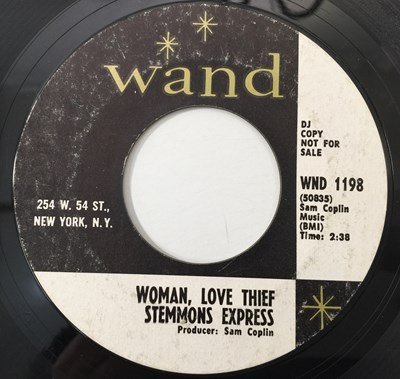 wand
DJ
COPY
NOT FOR
SALE
254 W. 54 ST.,
NEW YORK, N.Y.
WND 1198
(50835)
Sam Coplin
Music
(BMI)
Time: 2:38
WOMAN, LOVE THIEF
STEMMONS EXPRESS
Producer: Sam Coplin